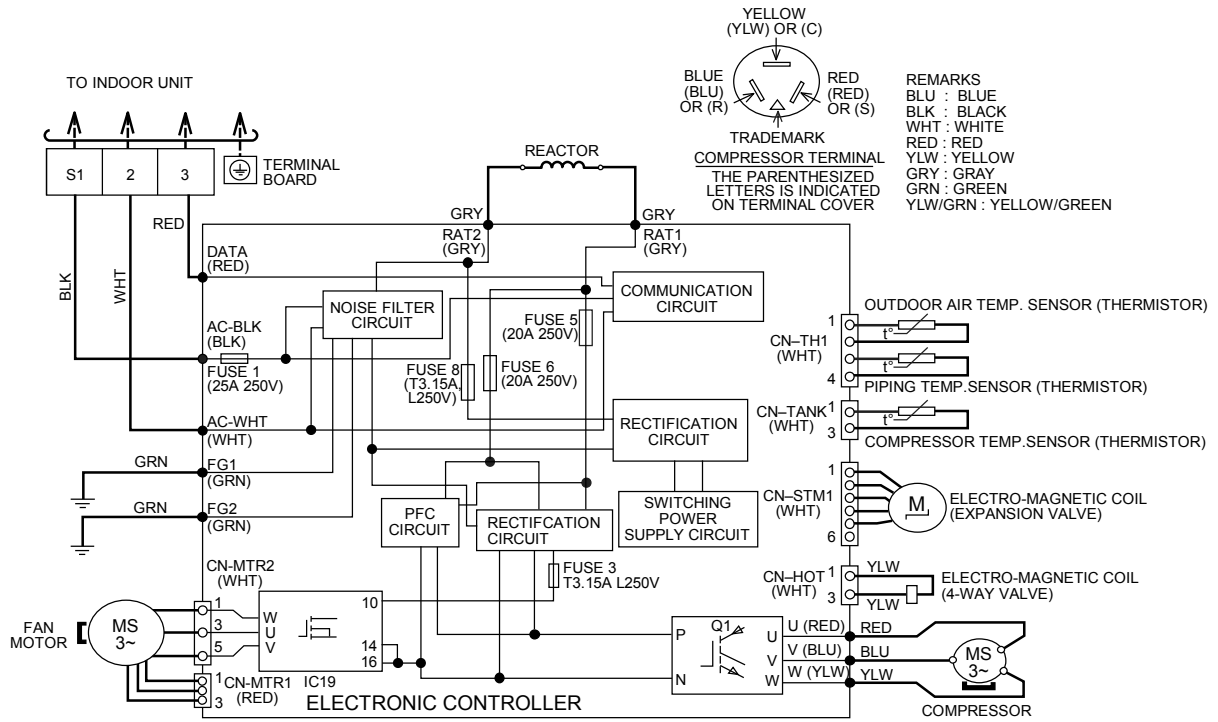 YELLOW
(YLW) OR (C)
BLUE
(BLU)
OR (R)
RED
(RED)
OR (S)
TRADEMARK
COMPRESSOR TERMINAL
THE PARENTHESIZED
LETTERS IS INDICATED
ON TERMINAL COVER
REMARKS
BLU : BLUE
BLK : BLACK
WHT : WHITE
RED : RED
YLW : YELLOW
GRY : GRAY
GRN : GREEN
YLW/GRN : YELLOW/GREEN
TO INDOOR UNIT
S1
2
3
TERMINAL
BOARD
REACTOR
GRY
GRY
RAT2
(GRY)
RAT1
(GRY)
RED
BLK
WHT
DATA
(RED)
NOISE FILTER
CIRCUIT
COMMUNICATION
CIRCUIT
AC-BLK
(BLK)
FUSE 1
(25A 250V)
FUSE 5
(20A 250V)
FUSE 6
(20A 250V)
FUSE 8
(T3.15A,
L250V)
AC-WHT
(WHT)
RECTIFICATION
CIRCUIT
GRN
FG1
(GRN)
GRN
FG2
(GRN)
PFC
CIRCUIT
RECTIFCATION
CIRCUIT
SWITCHING
POWER
SUPPLY CIRCUIT
FUSE 3
T3.15A L250V
OUTDOOR AIR TEMP. SENSOR (THERMISTOR)
1
t°
CN–TH1
(WHT)
t°
4
PIPING TEMP.SENSOR (THERMISTOR)
CN–TANK
(WHT)
1
t°
3
COMPRESSOR TEMP.SENSOR (THERMISTOR)
1
CN–STM1
(WHT)
M
ELECTRO-MAGNETIC COIL
(EXPANSION VALVE)
6
CN–HOT
(WHT)
1
YLW
3
YLW
ELECTRO-MAGNETIC COIL
(4-WAY VALVE)
CN-MTR2
(WHT)
FAN
MOTOR
MS
3~
1
3
5
W
U
V
10
14
16
IC19
1
3
CN-MTR1
(RED)
ELECTRONIC CONTROLLER
P
N
Q1
U
V
W
U (RED)
V (BLU)
W (YLW)
RED
BLU
YLW
MS
3~
COMPRESSOR